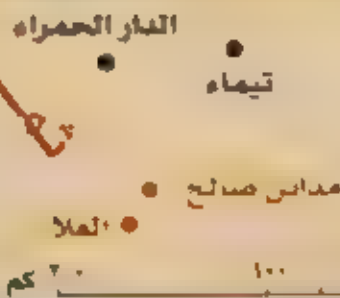 الدار الحمراء
تيماء
مدائن صالح
العلا
١٠٠
كم